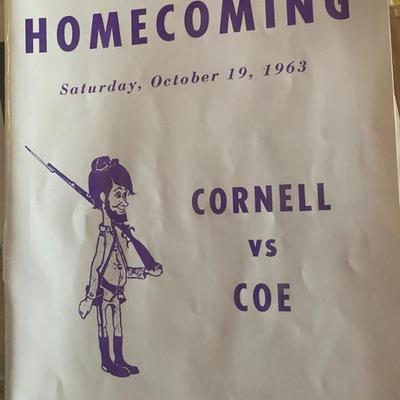 HOMECOMING
Saturday, October 19, 1963
CORNELL
VS
COE